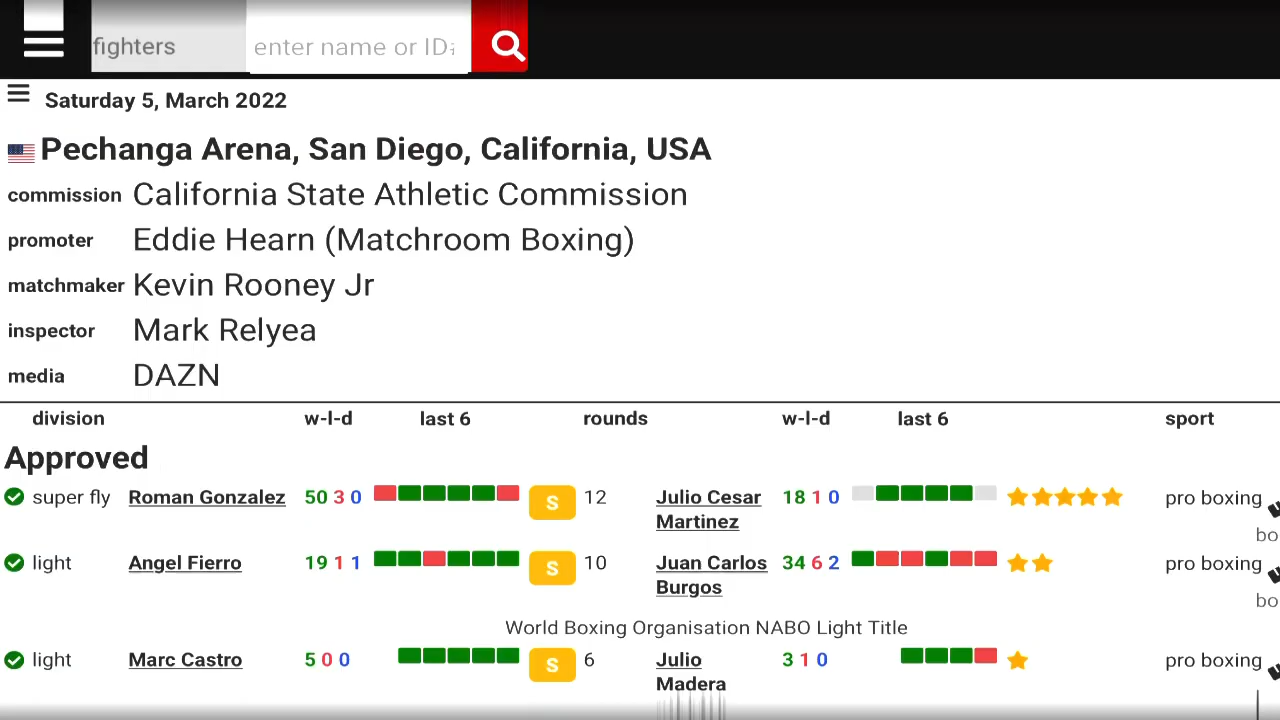 fighters enter name or ID#
Saturday 5, March 2022
Pechanga Arena, San Diego, California, USA
commission California State Athletic Commission
promoter Eddie Hearn (Matchroom Boxing)
matchmaker Kevin Rooney Jr
inspector Mark Relyea
media DAZN
division w-l-d last 6 rounds w-l-d last 6 sport
Approved
super fly Roman Gonzalez 50 3 0 S 12 Julio Cesar 18 1 0 pro boxing
Martinez
bo
light Angel Fierro 19 1 1 S 10 Juan Carlos 34 6 2 pro boxing
Burgos
bo
World Boxing Organisation NABO Light Title
light Marc Castro 5 0 0 S 6 Julio 3 1 0 pro boxing
Madera